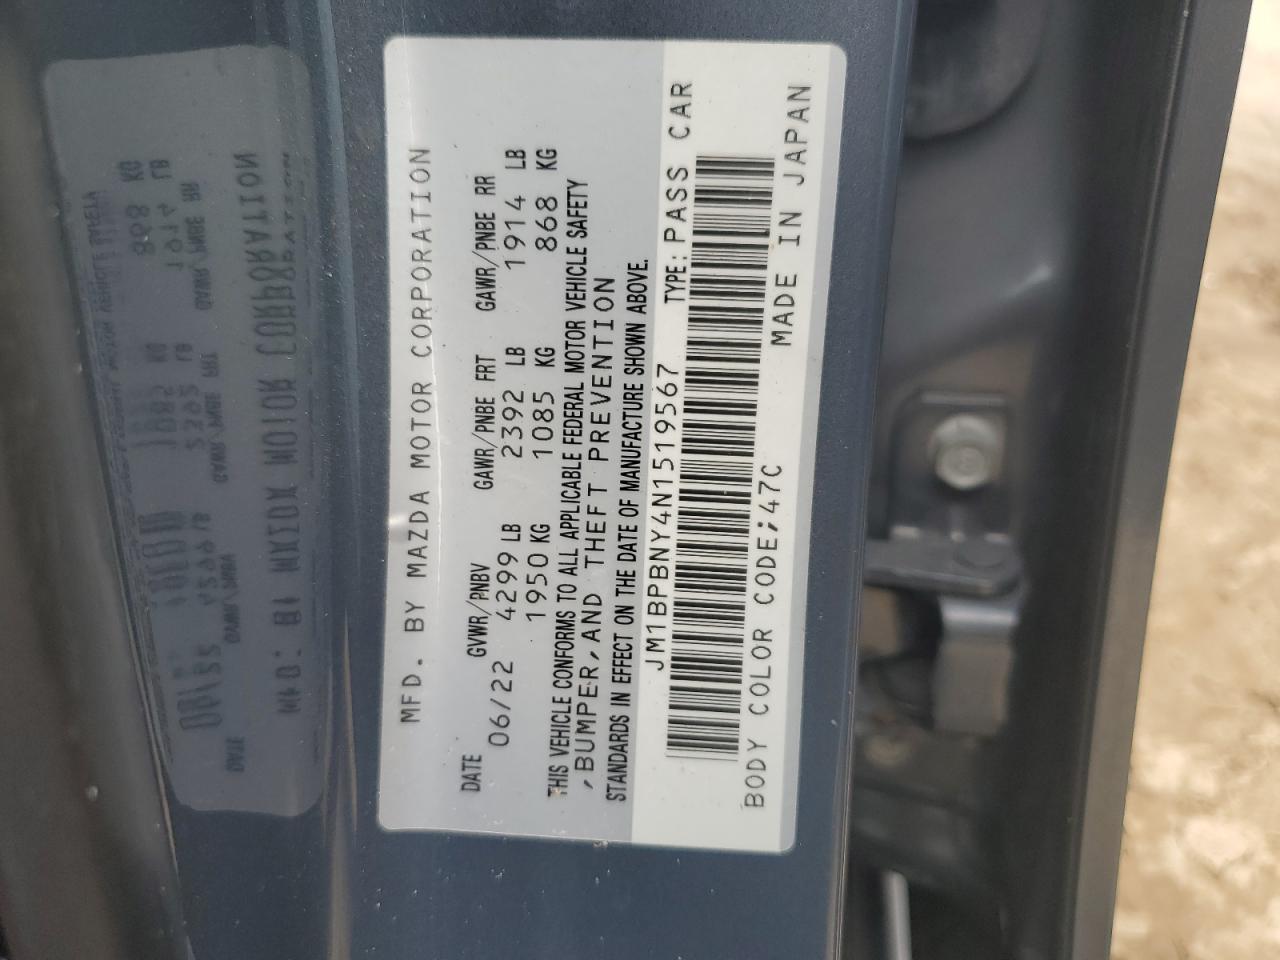 MFD. BY MAZDA MOTOR CORPORATION
DATE GVWR/PNBV GAWR/PNBE FRT GAWR/PNBE RR
06/22 4299 LB 2392 LB 1914 LB
1950 KG 1085 KG 868 KG
THIS VEHICLE CONFORMS TO ALL APPLICABLE FEDERAL MOTOR VEHICLE SAFETY
,BUMPER,AND THEFT PREVENTION
STANDARDS IN EFFECT ON THE DATE OF MANUFACTURE SHOWN ABOVE.
JM1BPBNY4N1519567 TYPE:PASS CAR
BODY COLOR CODE;47C MADE IN JAPAN